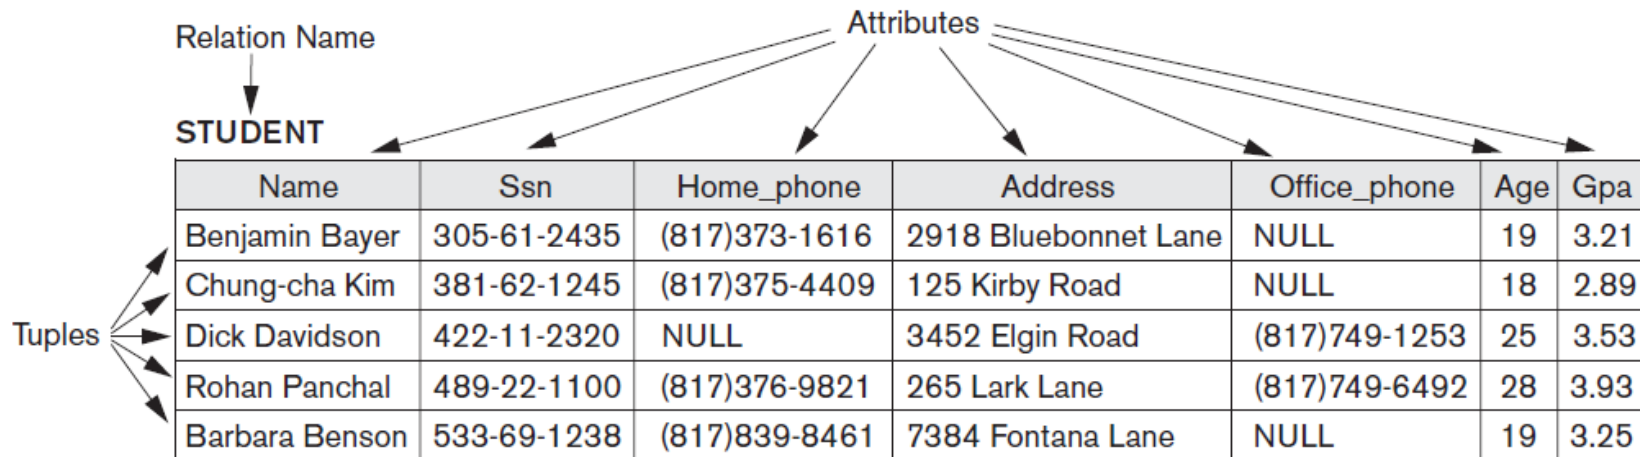 Attributes
Relation Name
STUDENT
Name Ssn Home_phone Address Office_phone Age Gpa
Benjamin Bayer 305-61-2435 (817)373-1616 2918 Bluebonnet Lane NULL 19 3.21
Chung-cha Kim 381-62-1245 (817)375-4409 125 Kirby Road NULL 18 2.89
Tuples Dick Davidson 422-11-2320 NULL 3452 Elgin Road (817)749-1253 25 3.53
Rohan Panchal 489-22-1100 (817)376-9821 265 Lark Lane (817)749-6492 28 3.93
Barbara Benson 533-69-1238 (817)839-8461 7384 Fontana Lane NULL 19 3.25